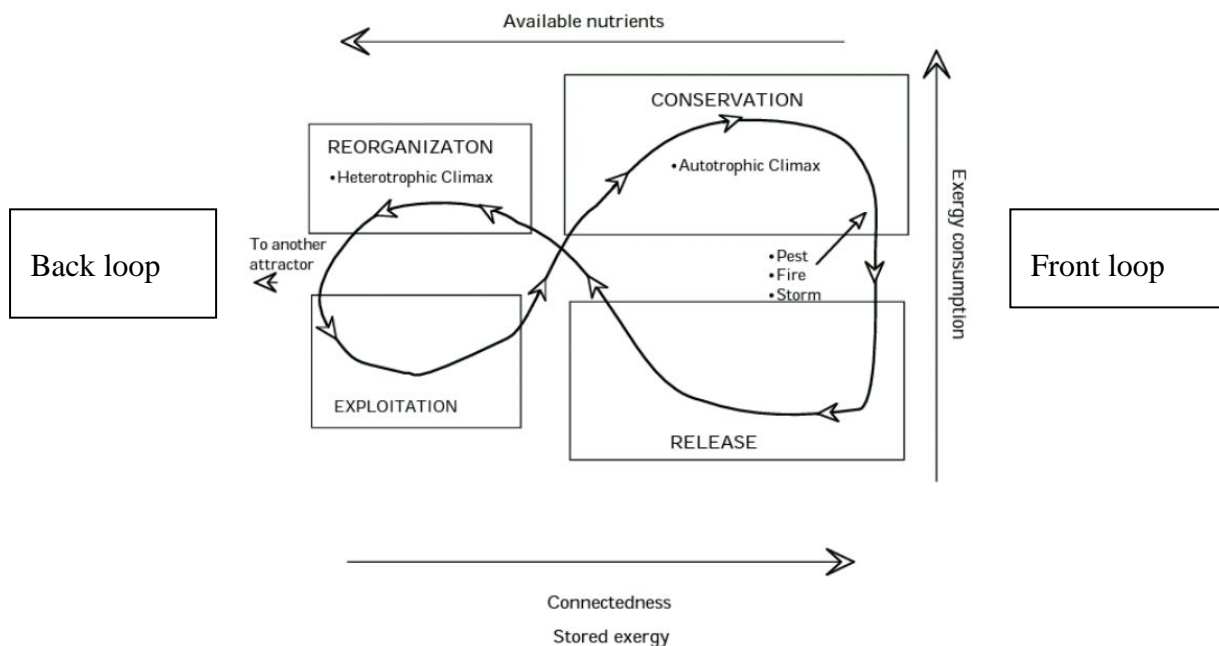 Available nutrients
CONSERVATION
REORGANIZATON
•Heterotrophic Climax
•Autotrophic Climax
Back loop
To another
attractor
•Pest
•Fire
•Storm
Exergy consumption
Front loop
EXPLOITATION
RELEASE
Connectedness
Stored exergy